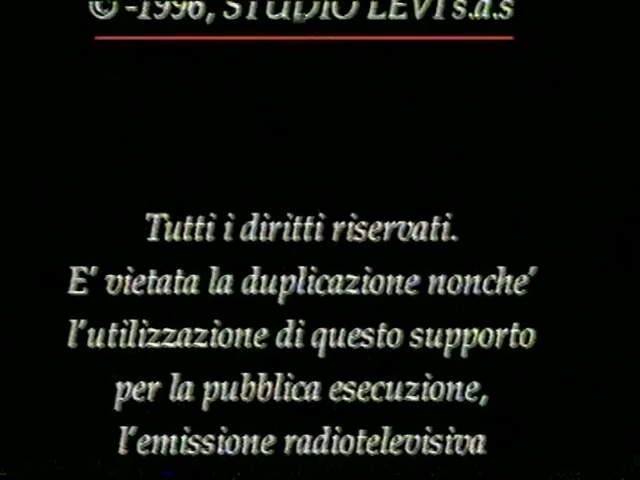 © -1996, STUDIO LEVI s.a.s
Tutti i diritti riservati.
E' vietata la duplicazione nonche'
l'utilizzazione di questo supporto
per la pubblica esecuzione,
l'emissione radiotelevisiva